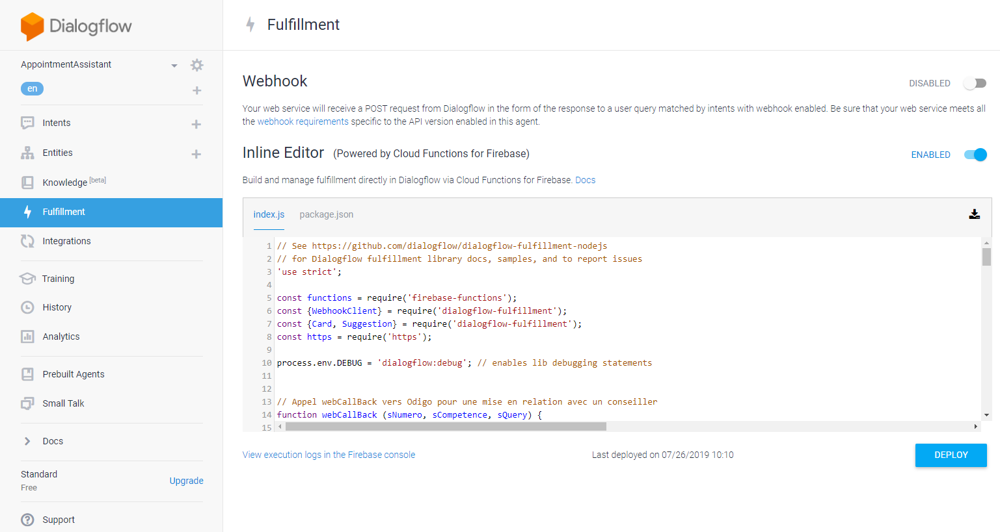 Dialogflow
AppointmentAssistant
en
Intents
Entities
Knowledge [beta]
Fulfillment
Integrations
Training
History
Analytics
Prebuilt Agents
Small Talk
Docs
Standard
Free
Upgrade
Support
Fulfillment
Webhook
DISABLED
Your web service will receive a POST request from Dialogflow in the form of the response to a user query matched by intents with webhook enabled. Be sure that your web service meets all
the webhook requirements specific to the API version enabled in this agent.
Inline Editor (Powered by Cloud Functions for Firebase)
ENABLED
Build and manage fulfillment directly in Dialogflow via Cloud Functions for Firebase. Docs
index.js package.json
1 // See https://github.com/dialogflow/dialogflow-fulfillment-nodejs
2 // for Dialogflow fulfillment library docs, samples, and to report issues
3 'use strict';
4
5 const functions = require('firebase-functions');
6 const {WebhookClient} = require('dialogflow-fulfillment');
7 const {Card, Suggestion} = require('dialogflow-fulfillment');
8 const https = require('https');
9
10 process.env.DEBUG = 'dialogflow:debug'; // enables lib debugging statements
11
12
13 // Appel webCallBack vers Odigo pour une mise en relation avec un conseiller
14 function webCallBack (sNumero, sCompetence, sQuery) {
15
View execution logs in the Firebase console
Last deployed on 07/26/2019 10:10
DEPLOY